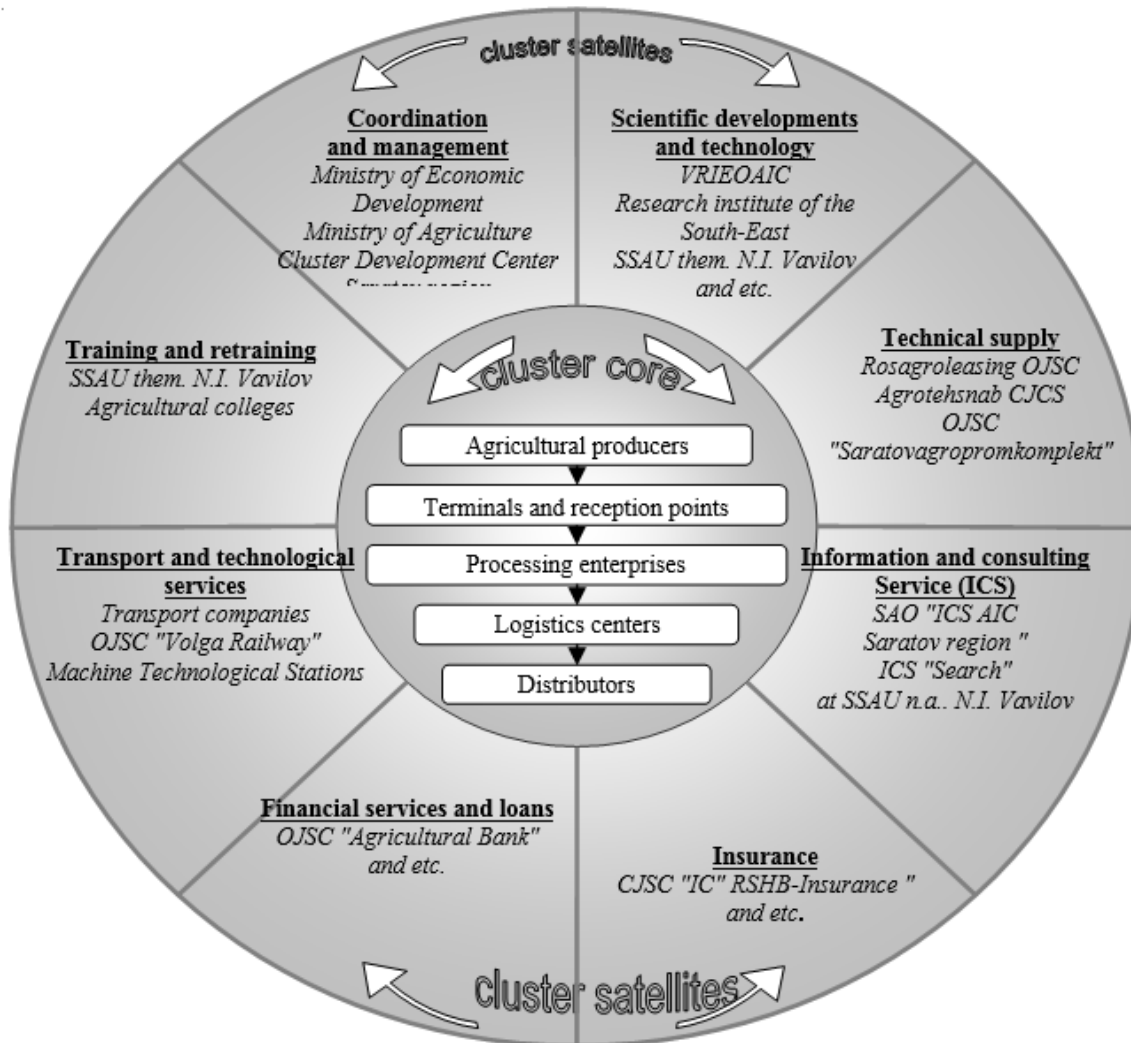 cluster satellites
Coordination
and management
Ministry of Economic
Development
Ministry of Agriculture
Cluster Development Center
Saratov region
Scientific developments
and technology
VRIEOAIC
Research institute of the
South-East
SSAU them. N.I. Vavilov
and etc.
Training and retraining
SSAU them. N.I. Vavilov
Agricultural colleges
Technical supply
Rosagroleasing OJSC
Agrotehsnab CJCS
OJSC
"Saratovagropromkomplekt"
cluster core
Agricultural producers
Terminals and reception points
Processing enterprises
Logistics centers
Distributors
Transport and technological
services
Transport companies
OJSC "Volga Railway"
Machine Technological Stations
Information and consulting
Service (ICS)
SAO "ICS AIC
Saratov region "
ICS "Search"
at SSAU n.a.. N.I. Vavilov
Financial services and loans
OJSC "Agricultural Bank"
and etc.
Insurance
CJSC "IC" RSHB-Insurance "
and etc.
cluster satellites